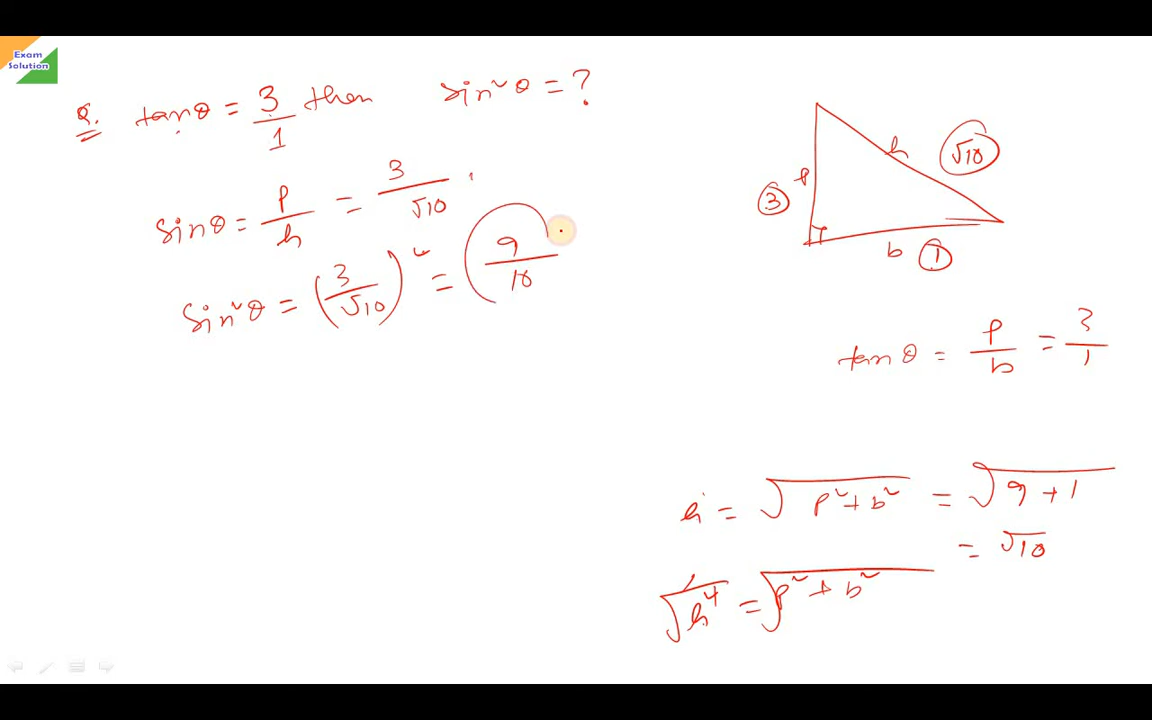 Exam
Solution
Q. tanθ = 3/1 then sin²θ = ?
sinθ = p/h = 3/√10
sin²θ = (3/√10)² = 9/10
p
h
√10
3
b
1
tanθ = p/b = 3/1
h = √(p²+b²) = √(9+1)
= √10
√h² = √(p²+b²)